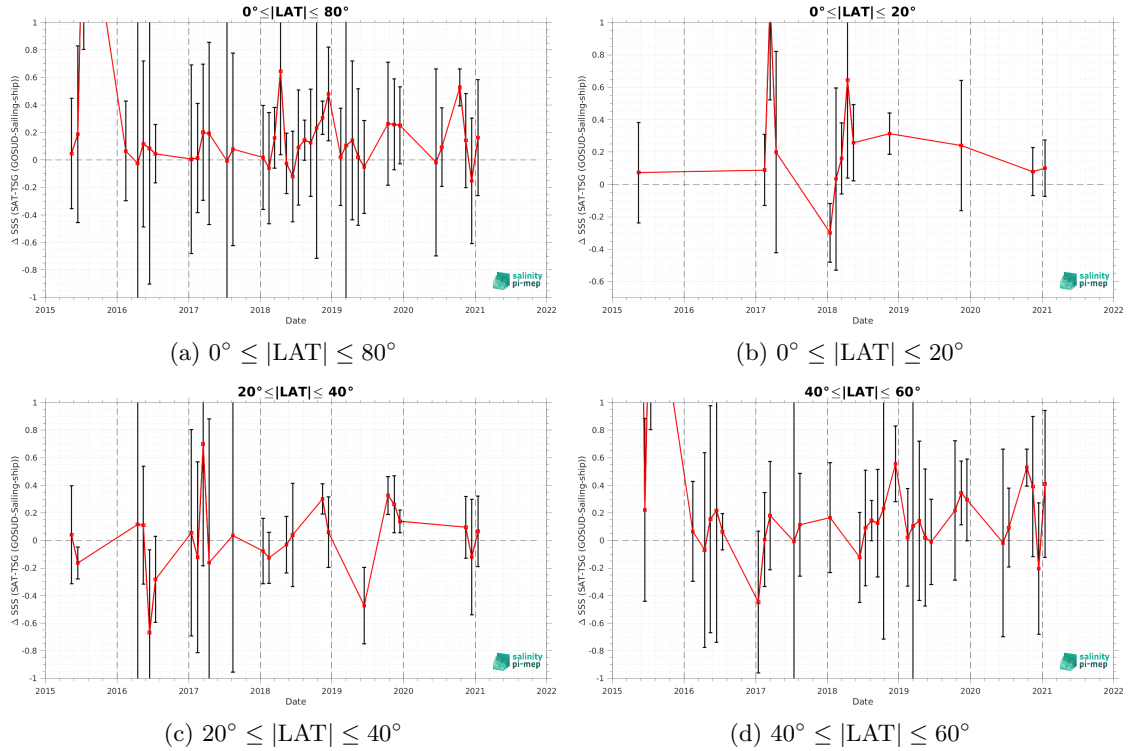 0°≤|LAT|≤ 80°
Δ SSS (SAT-TSG (GOSUD-Sailing-ship))
1
0.8
0.6
0.4
0.2
0
-0.2
-0.4
-0.6
-0.8
-1
2015 2016 2017 2018 2019 2020 2021 2022
Date
salinity
pi-mep
(a) 0° ≤ |LAT| ≤ 80°
0°≤|LAT|≤ 20°
Δ SSS (SAT-TSG (GOSUD-Sailing-ship))
1
0.8
0.6
0.4
0.2
0
-0.2
-0.4
-0.6
2015 2016 2017 2018 2019 2020 2021 2022
Date
salinity
pi-mep
(b) 0° ≤ |LAT| ≤ 20°
20°≤|LAT|≤ 40°
Δ SSS (SAT-TSG (GOSUD-Sailing-ship))
1
0.8
0.6
0.4
0.2
0
-0.2
-0.4
-0.6
-0.8
-1
2015 2016 2017 2018 2019 2020 2021 2022
Date
salinity
pi-mep
(c) 20° ≤ |LAT| ≤ 40°
40°≤|LAT|≤ 60°
Δ SSS (SAT-TSG (GOSUD-Sailing-ship))
1
0.8
0.6
0.4
0.2
0
-0.2
-0.4
-0.6
-0.8
-1
2015 2016 2017 2018 2019 2020 2021 2022
Date
salinity
pi-mep
(d) 40° ≤ |LAT| ≤ 60°